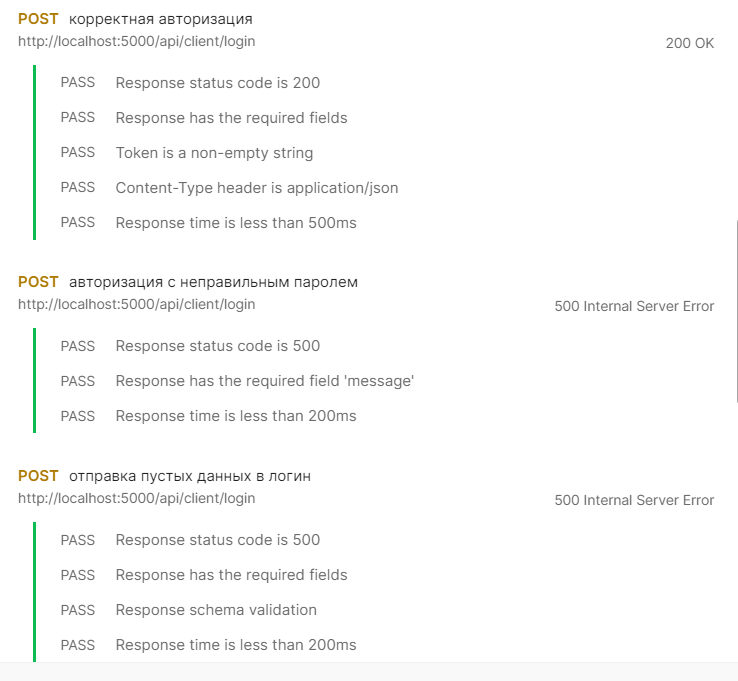 POST корректная авторизация
http://localhost:5000/api/client/login 200 OK
PASS Response status code is 200
PASS Response has the required fields
PASS Token is a non-empty string
PASS Content-Type header is application/json
PASS Response time is less than 500ms
POST авторизация с неправильным паролем
http://localhost:5000/api/client/login 500 Internal Server Error
PASS Response status code is 500
PASS Response has the required field 'message'
PASS Response time is less than 200ms
POST отправка пустых данных в логин
http://localhost:5000/api/client/login 500 Internal Server Error
PASS Response status code is 500
PASS Response has the required fields
PASS Response schema validation
PASS Response time is less than 200ms